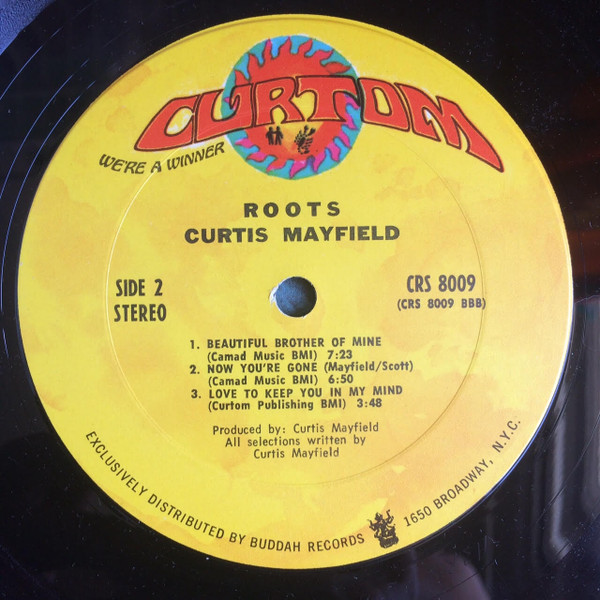 CURTOM
WE'RE A WINNER
ROOTS
CURTIS MAYFIELD
SIDE 2
STEREO
CRS 8009
(CRS 8009 BBB)
1. BEAUTIFUL BROTHER OF MINE
(Camad Music BMI) 7:23
2. NOW YOU'RE GONE (Mayfield/Scott)
(Camad Music BMI) 6:50
3. LOVE TO KEEP YOU IN MY MIND
(Curtom Publishing BMI) 3:48
Produced by: Curtis Mayfield
All selections written by
Curtis Mayfield
EXCLUSIVELY DISTRIBUTED BY BUDDAH RECORDS 1650 BROADWAY, N.Y.C.